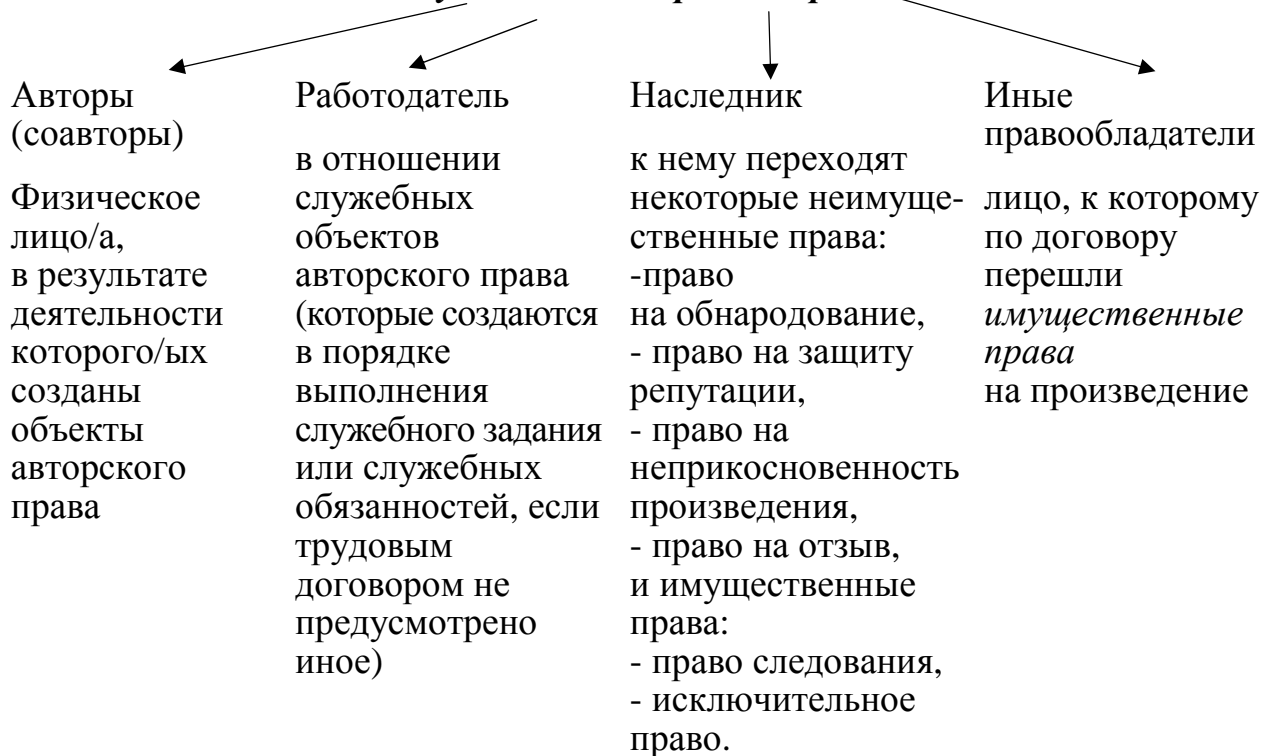 Авторы
(соавторы)
Физическое
лицо/а,
в результате
деятельности
которого/ых
созданы
объекты
авторского
права
Работодатель
в отношении
служебных
объектов
авторского права
(которые создаются
в порядке
выполнения
служебного задания
или служебных
обязанностей, если
трудовым
договором не
предусмотрено
иное)
Наследник
к нему переходят
некоторые неимуще-
ственные права:
-право
на обнародование,
- право на защиту
репутации,
- право на
неприкосновенность
произведения,
- право на отзыв,
и имущественные
права:
- право следования,
- исключительное
право.
Иные
правообладатели
лицо, к которому
по договору
перешли
имущественные
права
на произведение